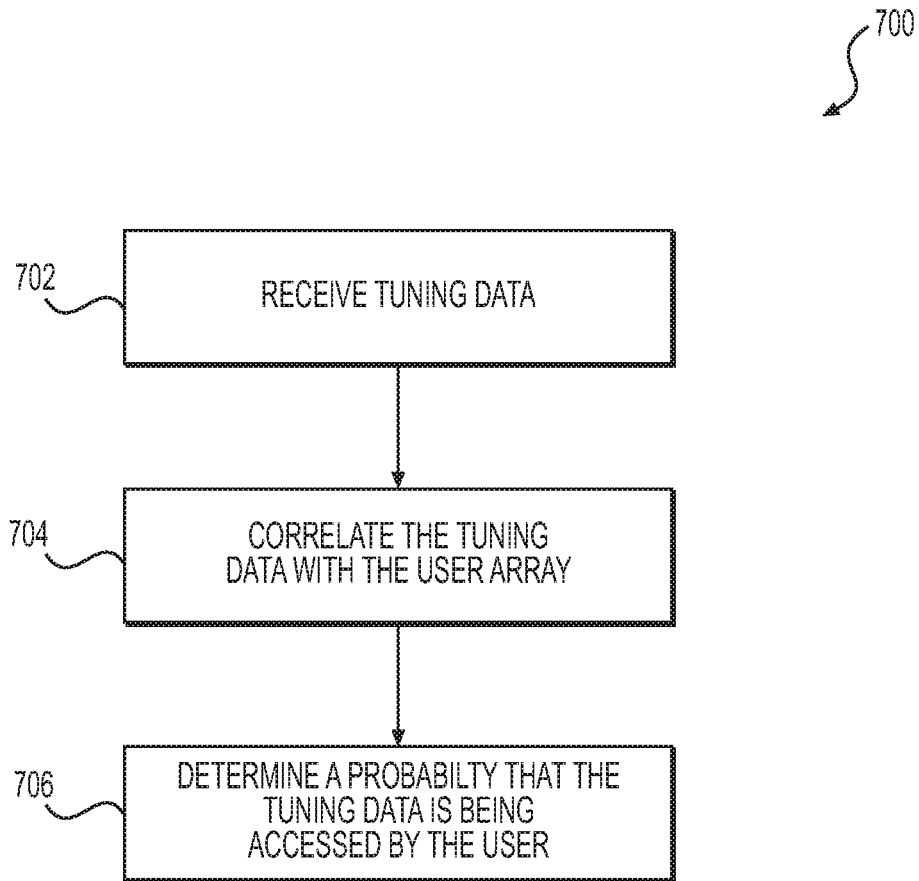 700
702
RECEIVE TUNING DATA
704
CORRELATE THE TUNING
DATA WITH THE USER ARRAY
706
DETERMINE A PROBABILTY THAT THE
TUNING DATA IS BEING
ACCESSED BY THE USER